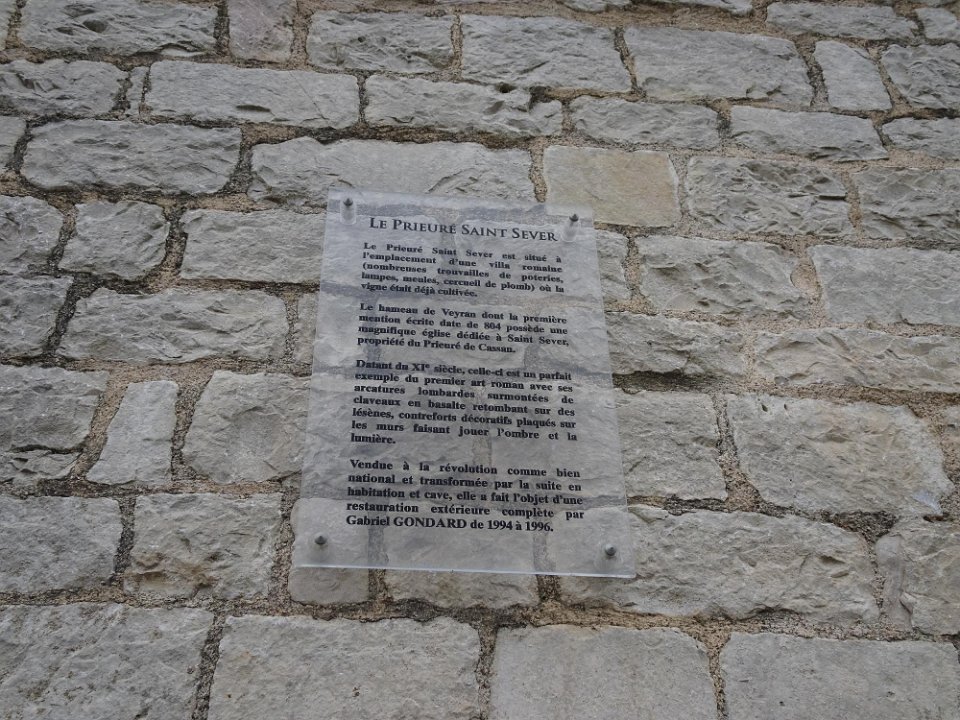 LE PRIEURÉ SAINT SEVER
Le Prieuré Saint Sever est situé à
l'emplacement d'une villa romaine
(nombreuses trouvailles de poteries,
lampes, meules, cercueil de plomb) où la
vigne était déjà cultivée.
Le hameau de Veyran dont la première
mention écrite date de 804 possède une
magnifique église dédiée à Saint Sever,
propriété du Prieuré de Cassan.
Datant du XIe siècle, celle-ci est un parfait
exemple du premier art roman avec ses
arcatures lombardes surmontées de
claveaux en basalte retombant sur des
lésènes, contreforts décoratifs plaqués sur
les murs faisant jouer l'ombre et la
lumière.
Vendue à la révolution comme bien
national et transformée par la suite en
habitation et cave, elle a fait l'objet d'une
restauration extérieure complète par
Gabriel GONDARD de 1994 à 1996.